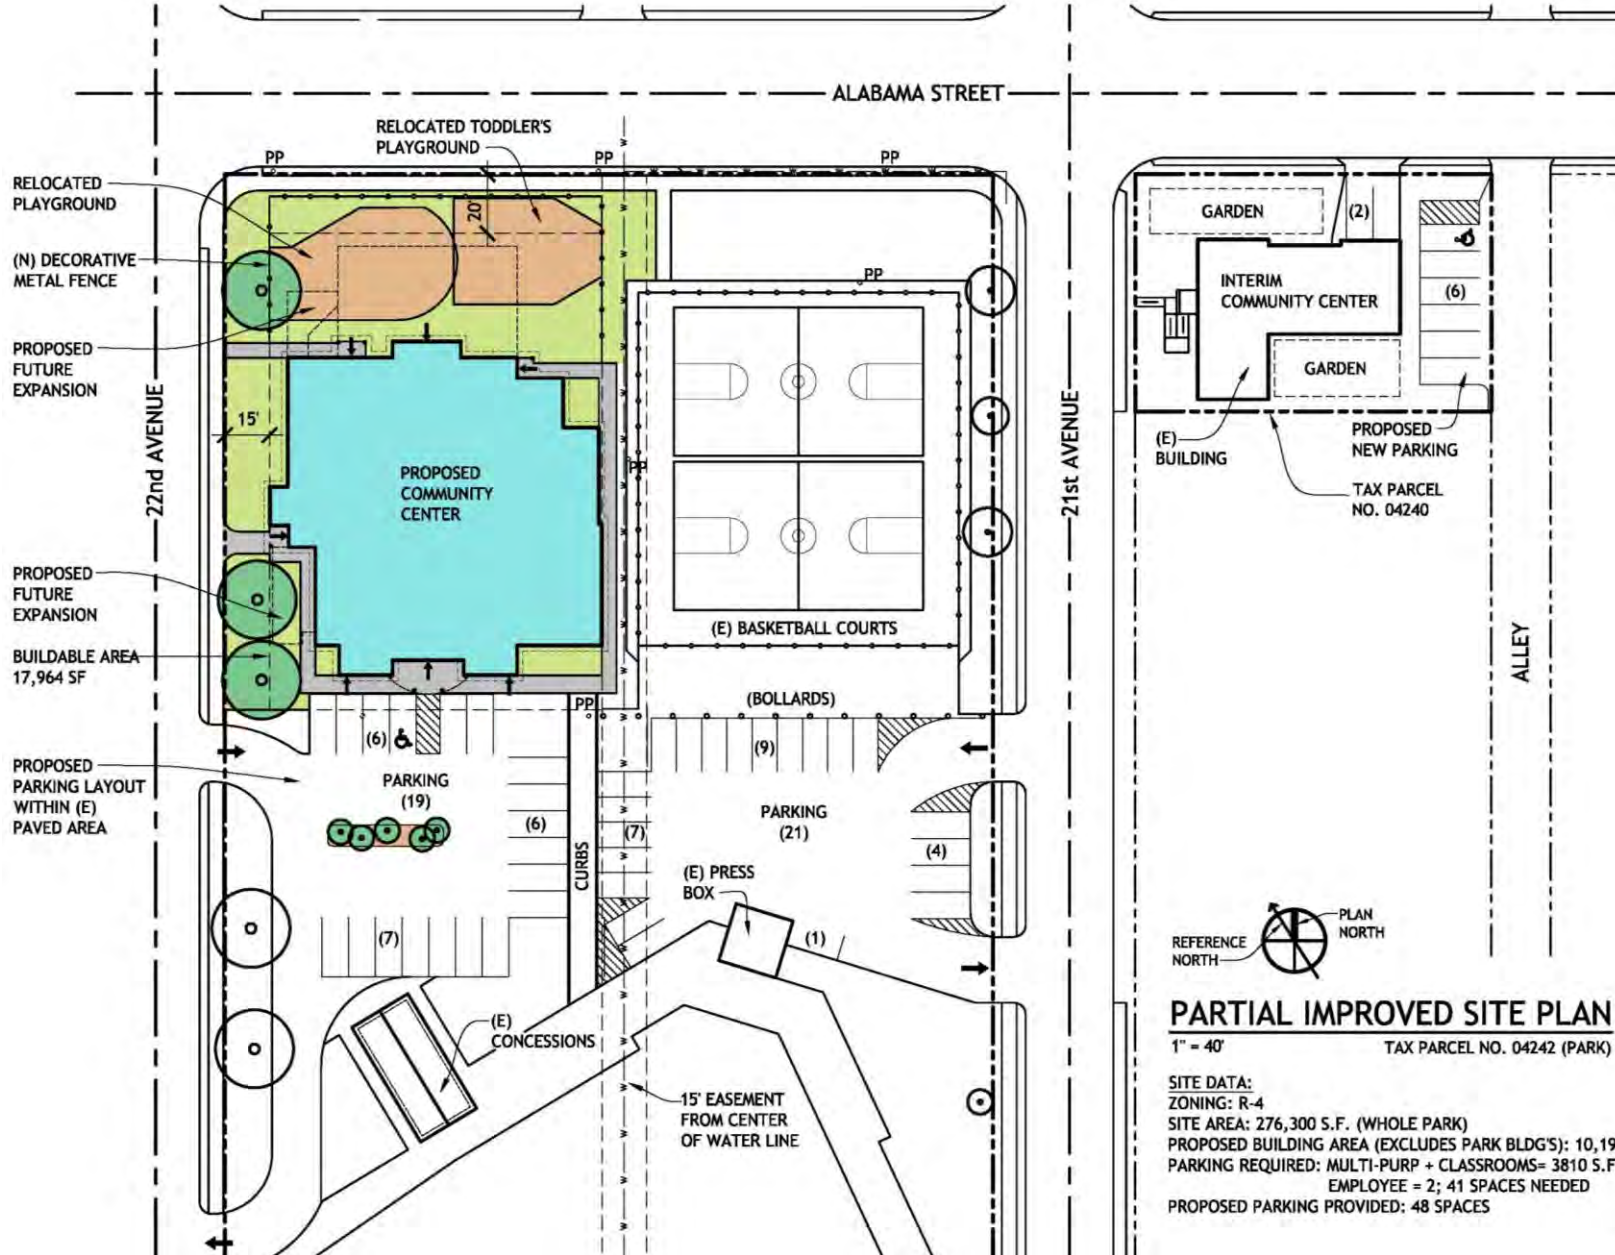 ALABAMA STREET
RELOCATED TODDLER'S
PLAYGROUND
PP
PP
PP
RELOCATED
PLAYGROUND
20'
(N) DECORATIVE
METAL FENCE
PROPOSED
FUTURE
EXPANSION
22nd AVENUE
15'
PROPOSED
COMMUNITY
CENTER
PP
PP
PROPOSED
FUTURE
EXPANSION
BUILDABLE AREA
17,964 SF
(E) BASKETBALL COURTS
(BOLLARDS)
PP
(6)
(9)
PROPOSED
PARKING LAYOUT
WITHIN (E)
PAVED AREA
PARKING
(19)
(6)
CURBS
(7)
PARKING
(21)
(4)
(7)
(E) PRESS
BOX
(1)
(E)
CONCESSIONS
15' EASEMENT
FROM CENTER
OF WATER LINE
21st AVENUE
GARDEN
(2)
INTERIM
COMMUNITY CENTER
(6)
GARDEN
(E)
BUILDING
PROPOSED
NEW PARKING
TAX PARCEL
NO. 04240
ALLEY
PLAN
NORTH
REFERENCE
NORTH
PARTIAL IMPROVED SITE PLAN
1" = 40'
TAX PARCEL NO. 04242 (PARK)
SITE DATA:
ZONING: R-4
SITE AREA: 276,300 S.F. (WHOLE PARK)
PROPOSED BUILDING AREA (EXCLUDES PARK BLDG'S): 10,19
PARKING REQUIRED: MULTI-PURP + CLASSROOMS= 3810 S.F
EMPLOYEE = 2; 41 SPACES NEEDED
PROPOSED PARKING PROVIDED: 48 SPACES